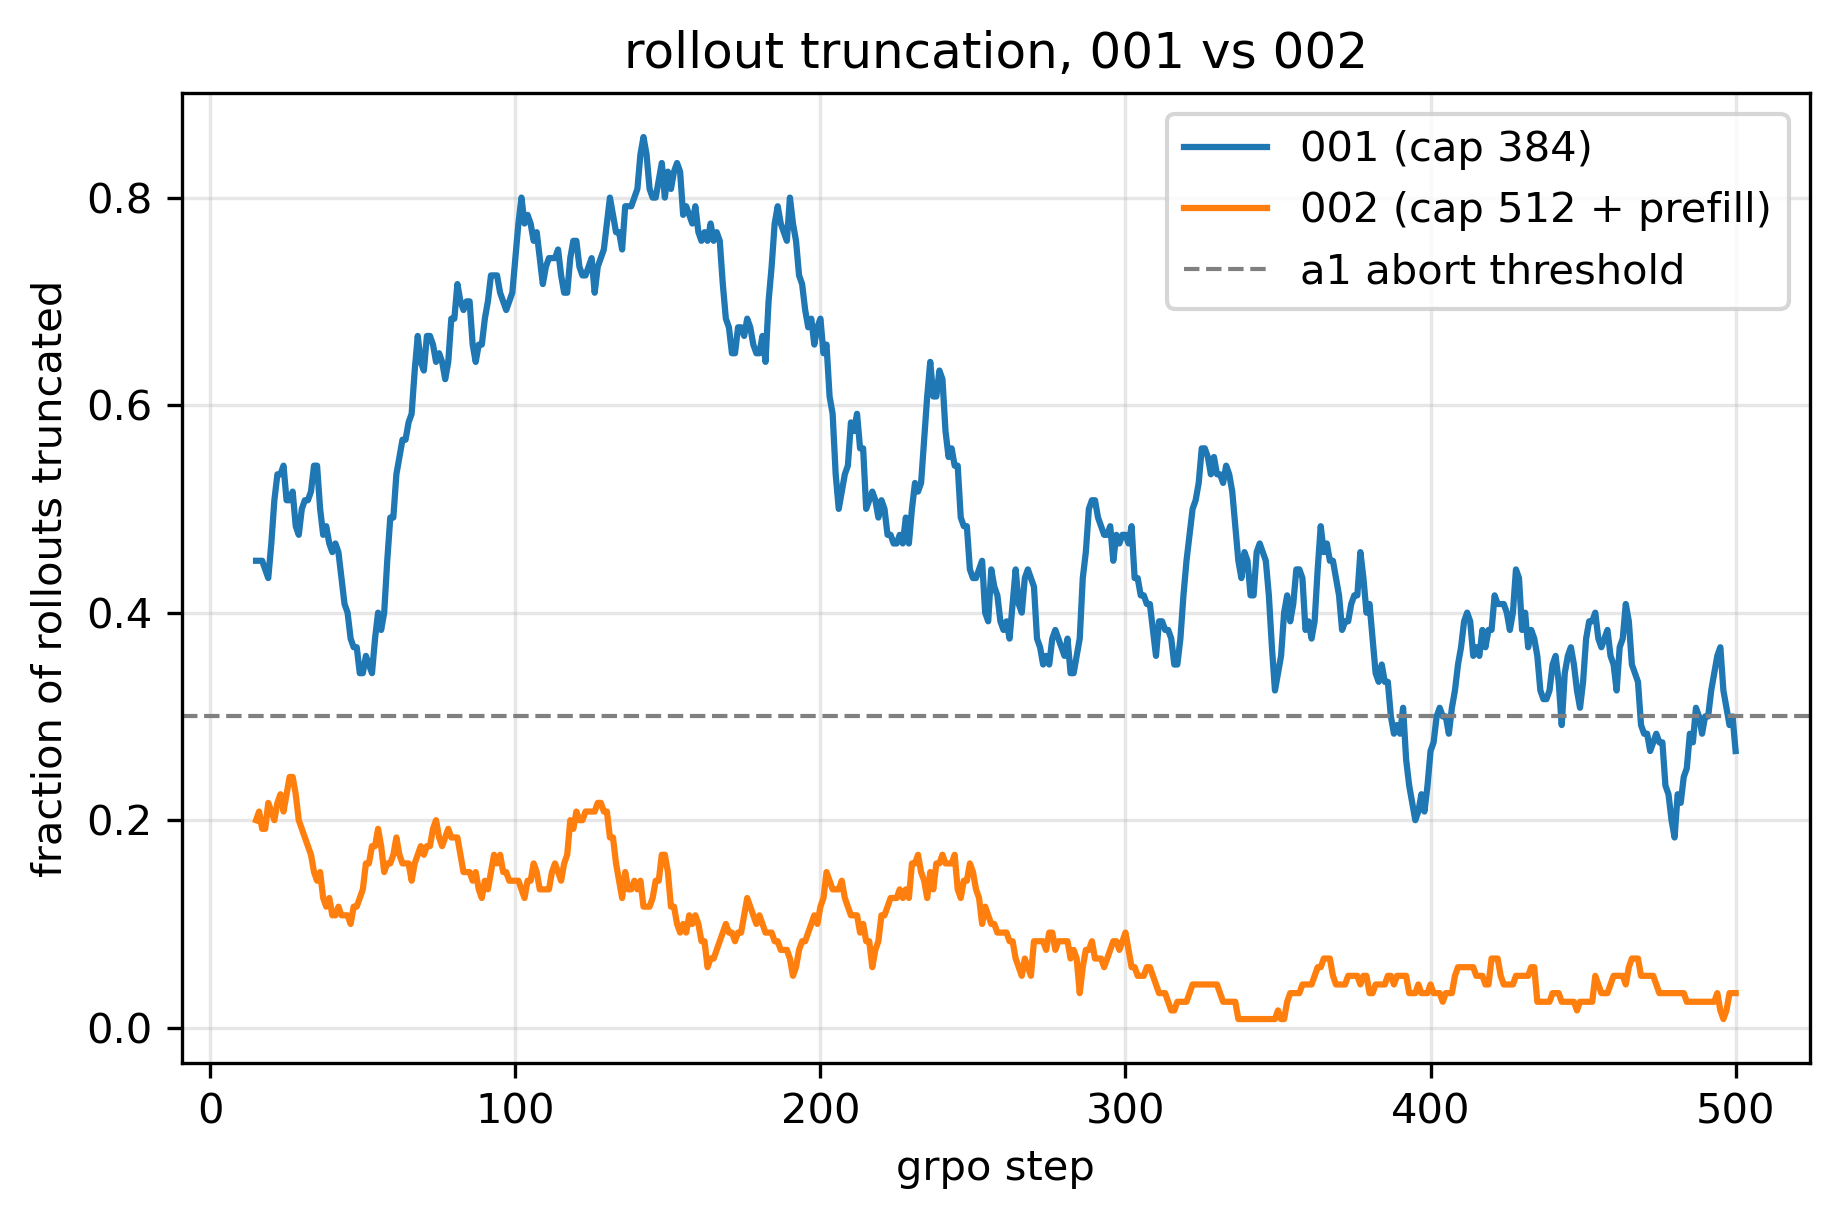 rollout truncation, 001 vs 002
001 (cap 384)
002 (cap 512 + prefill)
a1 abort threshold
fraction of rollouts truncated
0.8
0.6
0.4
0.2
0.0
0 100 200 300 400 500
grpo step